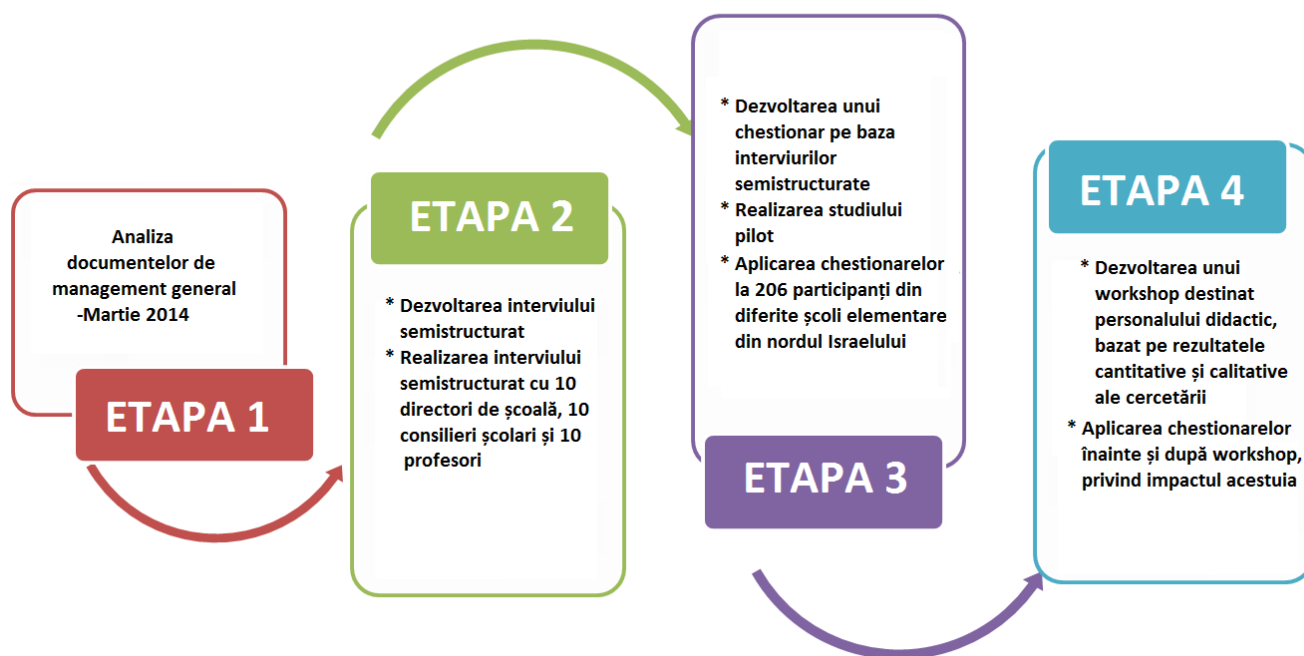 Analiza
documentelor de
management general
-Martie 2014
ETAPA 1
ETAPA 2
* Dezvoltarea interviului
semistructurat
* Realizarea interviului
semistructurat cu 10
directori de școală, 10
consilieri școlari și 10
profesori
* Dezvoltarea unui
chestionar pe baza
interviurilor
semistructurate
* Realizarea studiului
pilot
* Aplicarea chestionarelor
la 206 participanți din
diferite școli elementare
din nordul Israelului
ETAPA 3
ETAPA 4
* Dezvoltarea unui
workshop destinat
personalului didactic,
bazat pe rezultatele
cantitative și calitative
ale cercetării
* Aplicarea chestionarelor
înainte și după workshop,
privind impactul acestuia